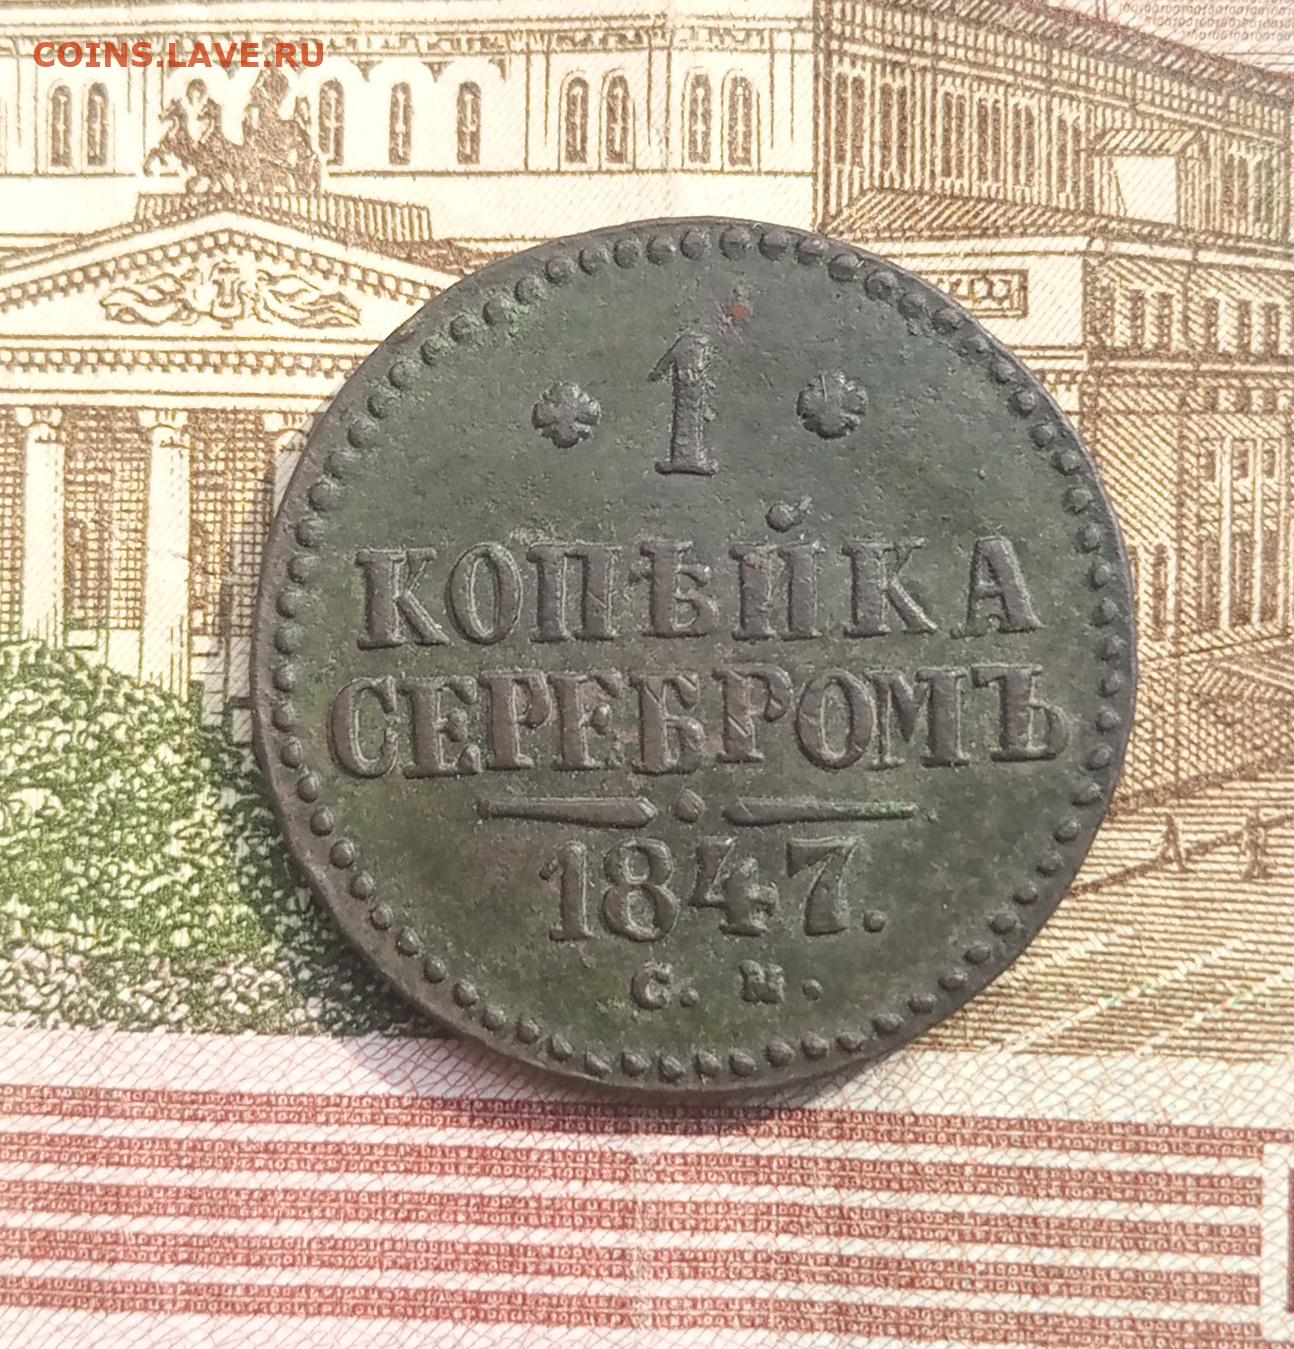 COINS.LAVE.RU
1
КОПѢЙКА
СЕРЕБРОМЪ
1847.
С. М.